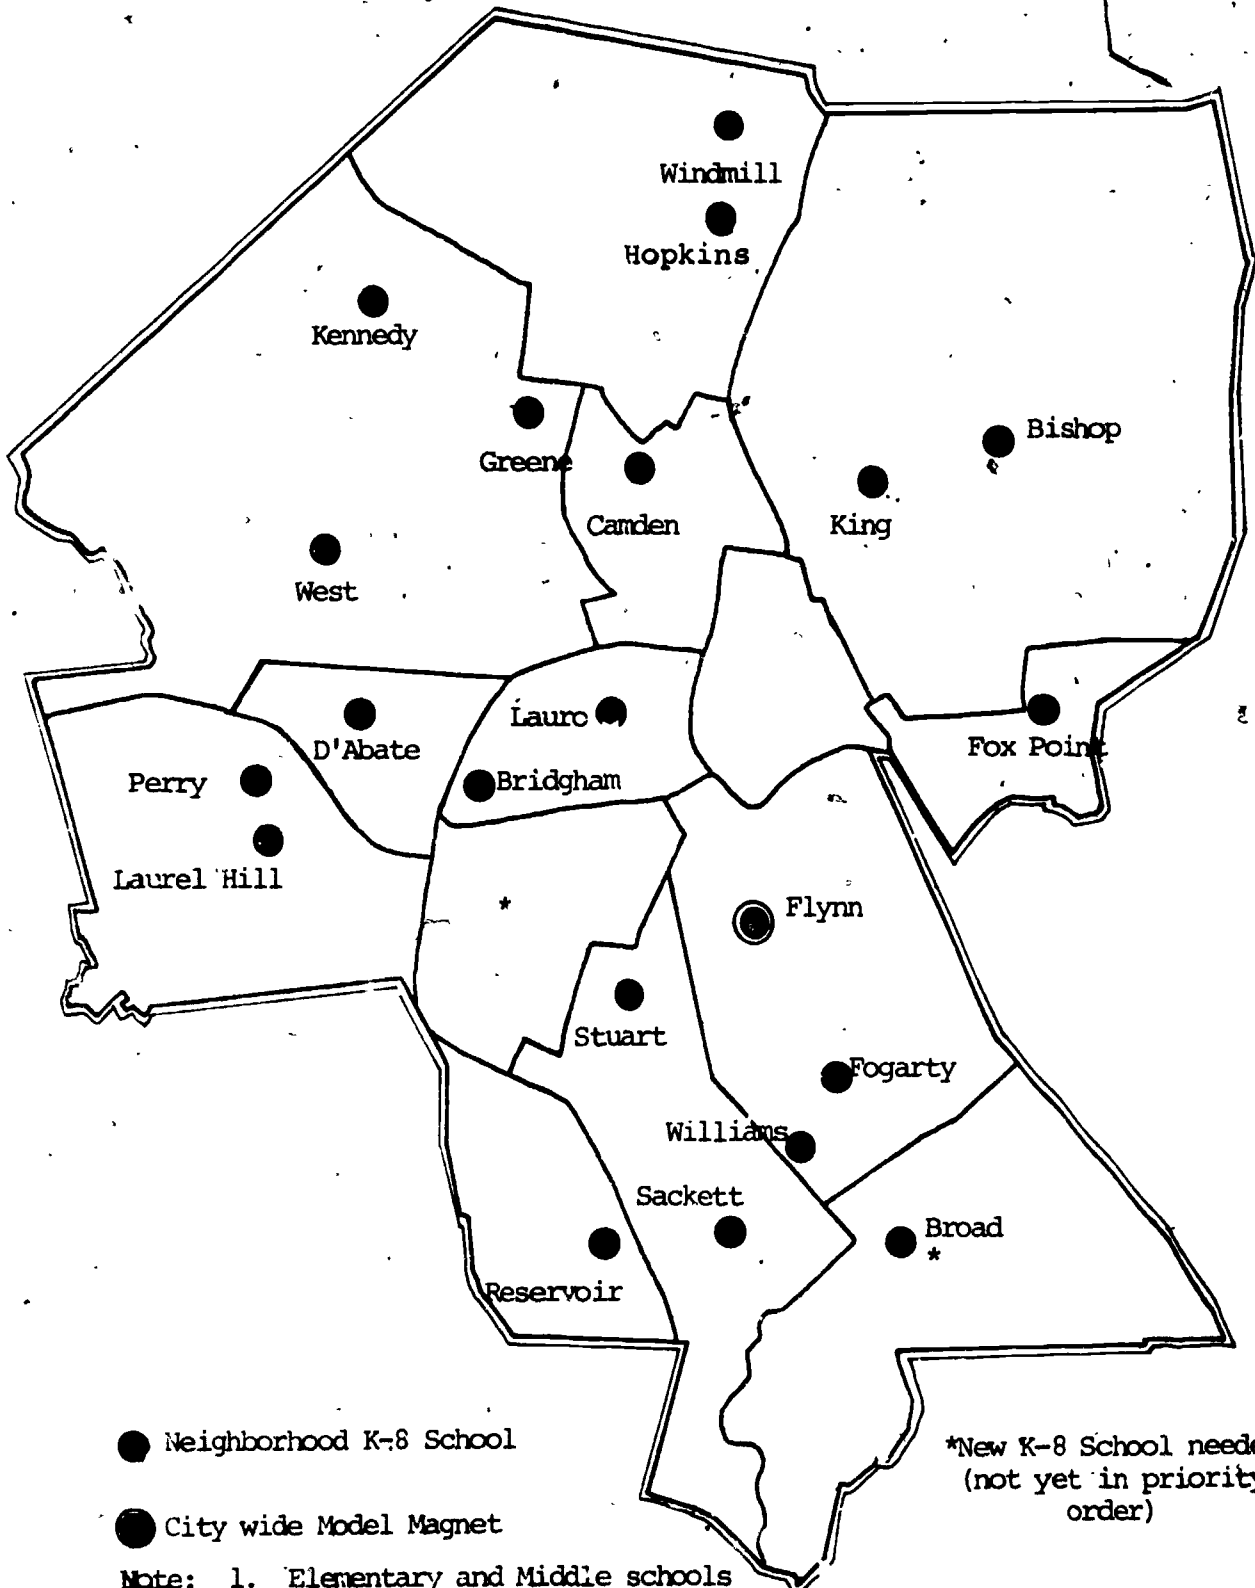 Windmill
Hopkins
Kennedy
Greene
Bishop
Camden
King
West
Lauro
D'Abate
Fox Point
Perry
Bridgham
Laurel Hill
*
Flynn
Stuart
Fogarty
Williams
Sackett
Broad
*
Reservoir
Neighborhood K-8 School
*New K-8 School neede
(not yet in priority
order)
City wide Model Magnet
Note: 1. Elementary and Middle schools